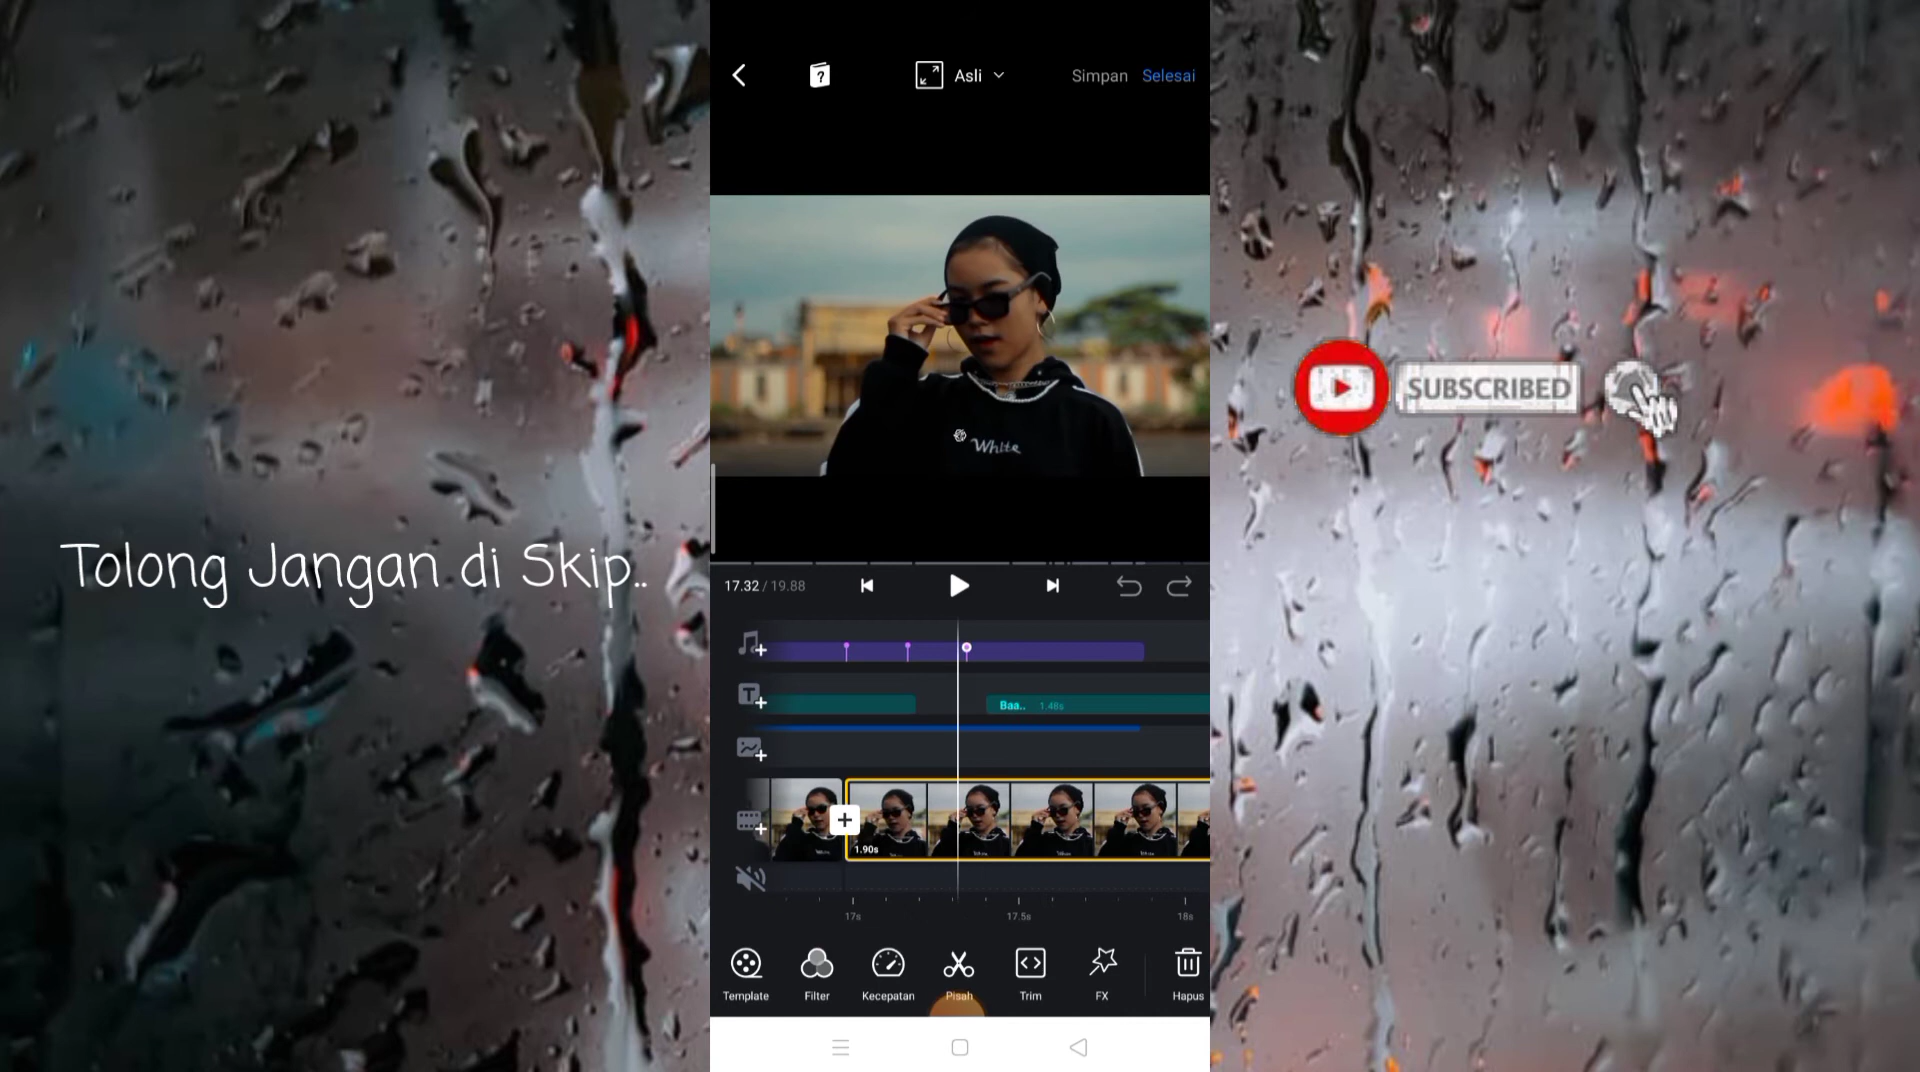 Asli
Simpan Selesai
White
SUBSCRIBED
Tolong Jangan di Skip..
17.32 / 19.88
Baa.. 1.46s
1.90s
17s 17.5s 18s
Template Filter Kecepatan Pisah Trim FX Hapus